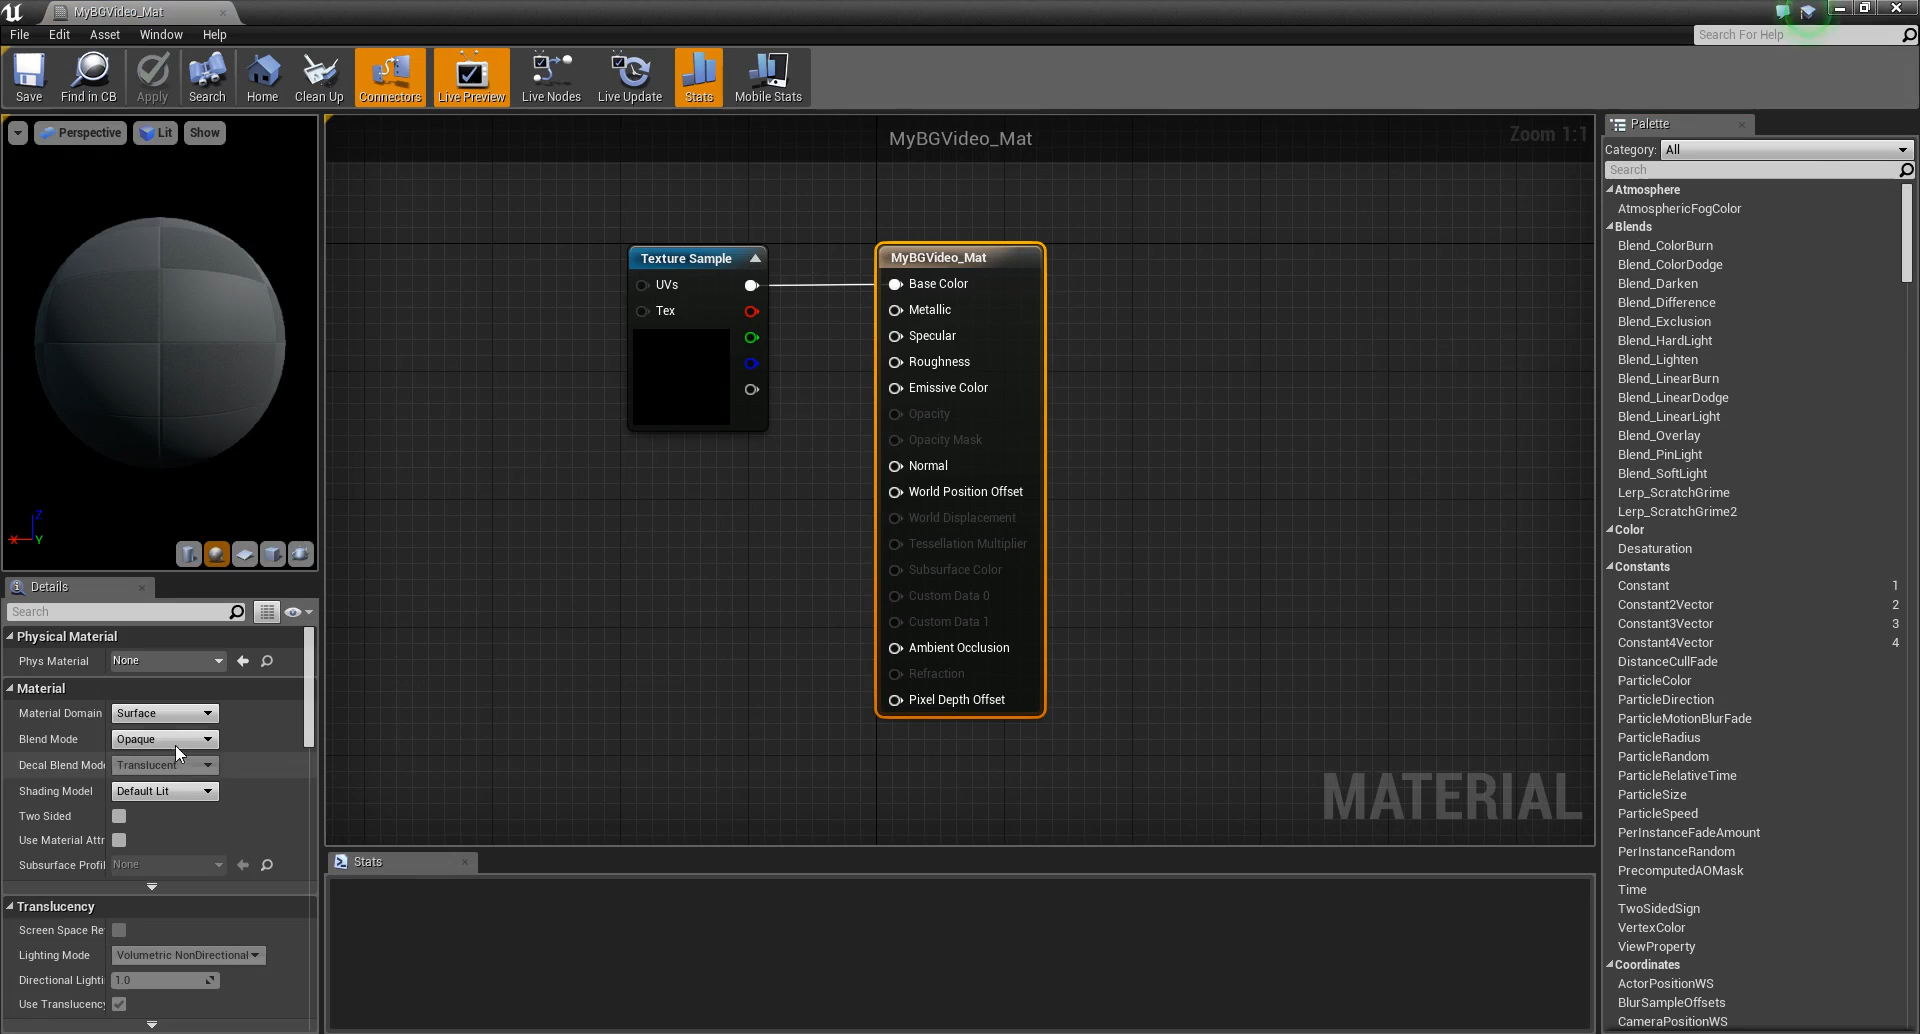 MyBGVideo_Mat
File Edit Asset Window Help
Search For Help
Save Find in CB Apply Search Home Clean Up Connectors Live Preview Live Nodes Live Update Stats Mobile Stats
Perspective Lit Show
X Z Y
Details
Search
Physical Material
Phys Material None
Material
Material Domain Surface
Blend Mode Opaque
Decal Blend Mode Translucent
Shading Model Default Lit
Two Sided
Use Material Attr
Subsurface Profil None
Translucency
Screen Space Re
Lighting Mode Volumetric NonDirectional
Directional Lighti 1.0
Use Translucency
MyBGVideo_Mat
Zoom 1:1
Texture Sample
UVs
Tex
MyBGVideo_Mat
Base Color
Metallic
Specular
Roughness
Emissive Color
Opacity
Opacity Mask
Normal
World Position Offset
World Displacement
Tessellation Multiplier
Subsurface Color
Custom Data 0
Custom Data 1
Ambient Occlusion
Refraction
Pixel Depth Offset
MATERIAL
Stats
Palette
Category: All
Search
Atmosphere
AtmosphericFogColor
Blends
Blend_ColorBurn
Blend_ColorDodge
Blend_Darken
Blend_Difference
Blend_Exclusion
Blend_HardLight
Blend_Lighten
Blend_LinearBurn
Blend_LinearDodge
Blend_LinearLight
Blend_Overlay
Blend_PinLight
Blend_SoftLight
Lerp_ScratchGrime
Lerp_ScratchGrime2
Color
Desaturation
Constants
Constant 1
Constant2Vector 2
Constant3Vector 3
Constant4Vector 4
DistanceCullFade
ParticleColor
ParticleDirection
ParticleMotionBlurFade
ParticleRadius
ParticleRandom
ParticleRelativeTime
ParticleSize
ParticleSpeed
PerInstanceFadeAmount
PerInstanceRandom
PrecomputedAOMask
Time
TwoSidedSign
VertexColor
ViewProperty
Coordinates
ActorPositionWS
BlurSampleOffsets
CameraPositionWS